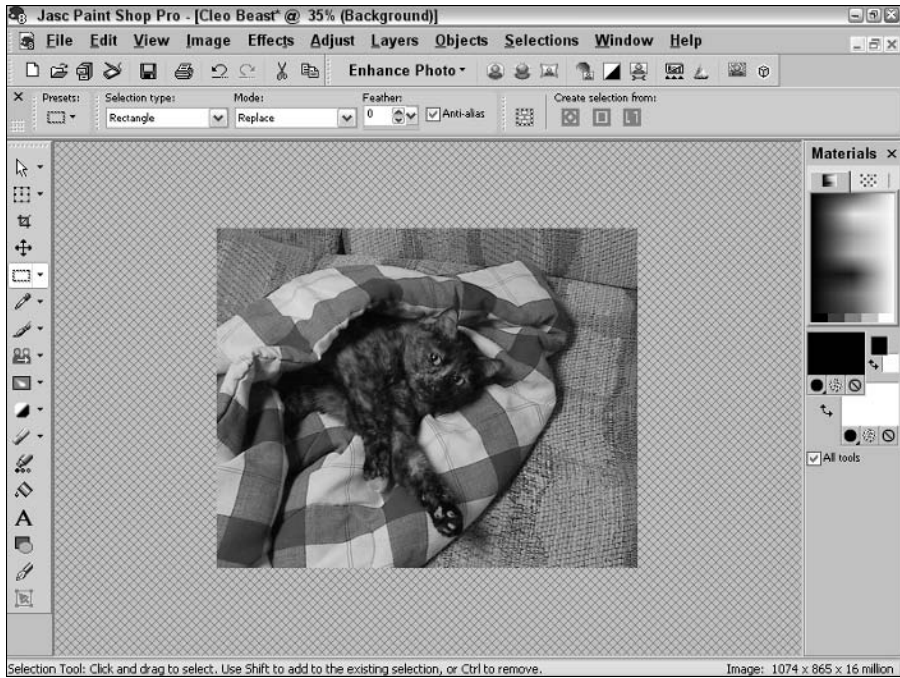 Jasc Paint Shop Pro - [Cleo Beast* @ 35% (Background)]
File Edit View Image Effects Adjust Layers Objects Selections Window Help
Enhance Photo
Presets: Selection type: Mode: Feather: Create selection from:
Rectangle Replace 0 Anti-alias
Materials
All tools
Selection Tool: Click and drag to select. Use Shift to add to the existing selection, or Ctrl to remove. Image: 1074 x 865 x 16 million